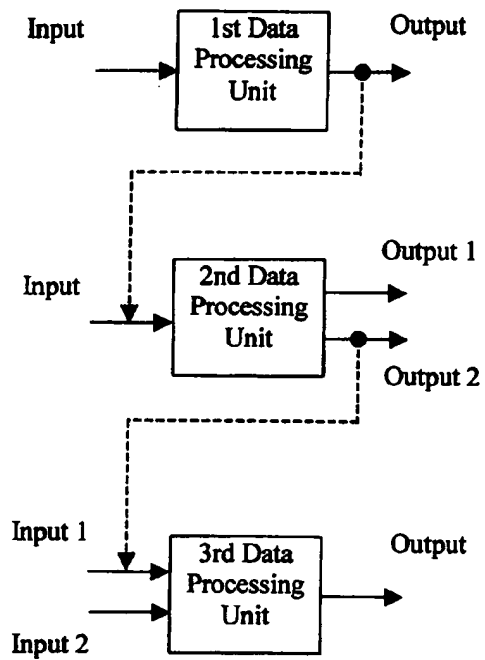 Input
1st Data
Processing
Unit
Output
Input
2nd Data
Processing
Unit
Output 1
Output 2
Input 1
Input 2
3rd Data
Processing
Unit
Output